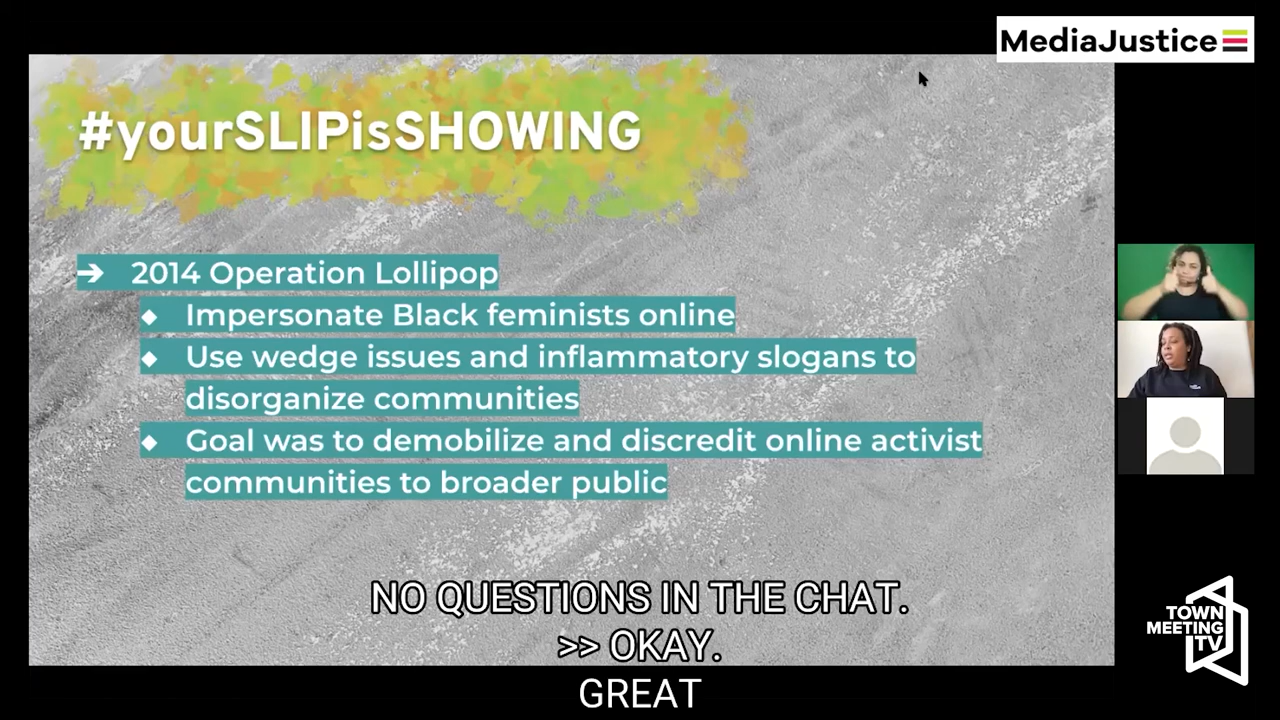 MediaJustice
#yourSLIPisSHOWING
➔ 2014 Operation Lollipop
◆ Impersonate Black feminists online
◆ Use wedge issues and inflammatory slogans to
disorganize communities
◆ Goal was to demobilize and discredit online activist
communities to broader public
NO QUESTIONS IN THE CHAT.
>> OKAY.
GREAT
TOWN
MEETING
TV